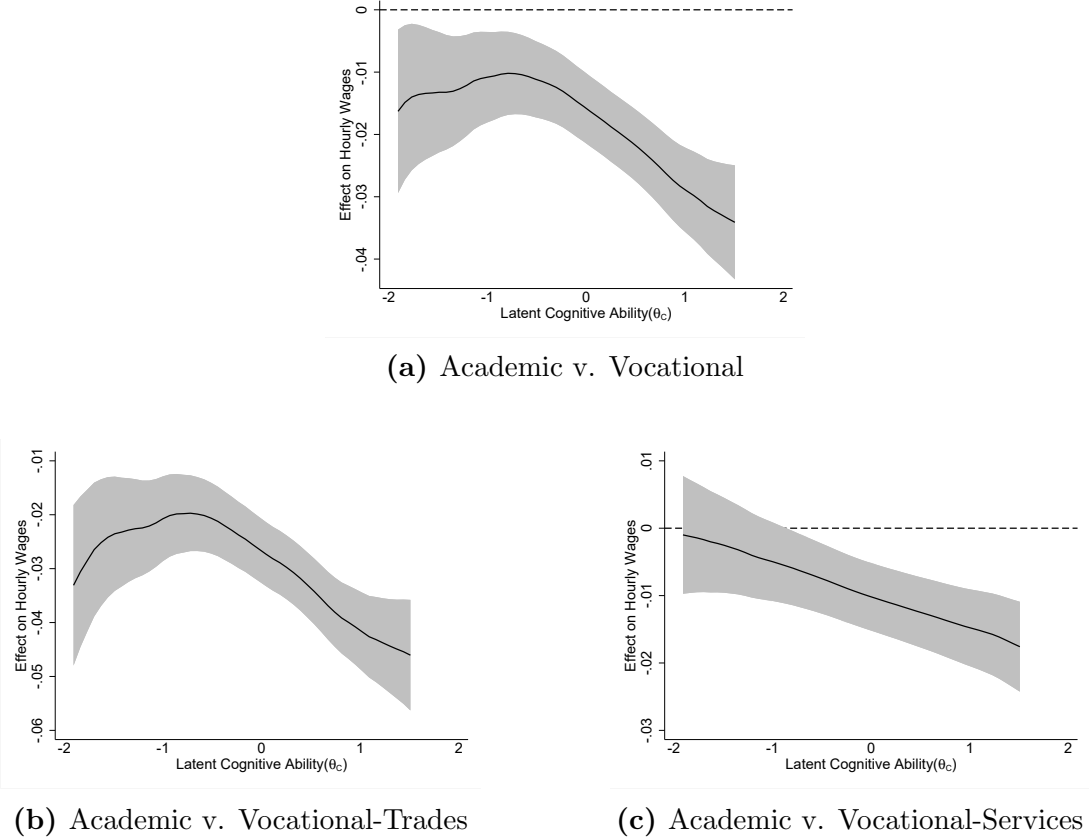 0
-.01
-.02
-.03
-.04
Effect on Hourly Wages
-2 -1 0 1 2
Latent Cognitive Ability(θC)
(a) Academic v. Vocational
-.01
-.02
-.03
-.04
-.05
-.06
Effect on Hourly Wages
-2 -1 0 1 2
Latent Cognitive Ability(θC)
(b) Academic v. Vocational-Trades
.01
0
-.01
-.02
-.03
Effect on Hourly Wages
-2 -1 0 1 2
Latent Cognitive Ability(θC)
(c) Academic v. Vocational-Services